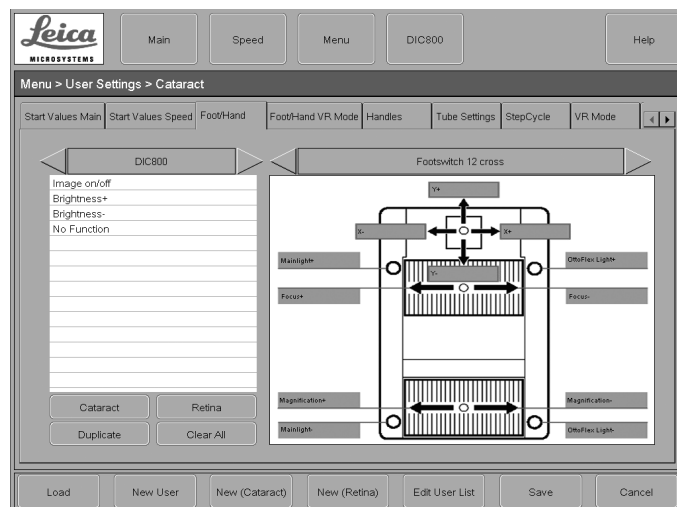 Leica
MICROSYSTEMS
Main
Speed
Menu
DIC800
Help
Menu > User Settings > Cataract
Start Values Main
Start Values Speed
Foot/Hand
Foot/Hand VR Mode
Handles
Tube Settings
StepCycle
VR Mode
DIC800
Footswitch 12 cross
Image on/off
Brightness+
Brightness-
No Function
Y+
X-
X+
Mainlight+
Y-
OttoFlex Light+
Focus+
Focus-
Magnification+
Magnification-
Mainlight-
OttoFlex Light-
Cataract
Retina
Duplicate
Clear All
Load
New User
New (Cataract)
New (Retina)
Edit User List
Save
Cancel